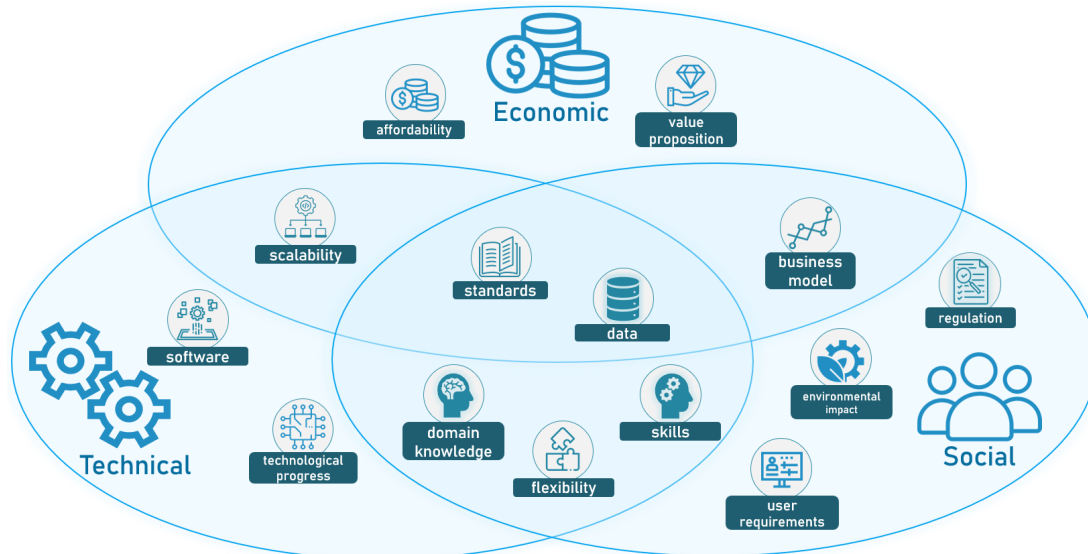 $
$
Economic
affordability
value
proposition
scalability
standards
business
model
data
regulation
software
environmental
impact
Technical
domain
knowledge
skills
technological
progress
flexibility
Social
user
requirements